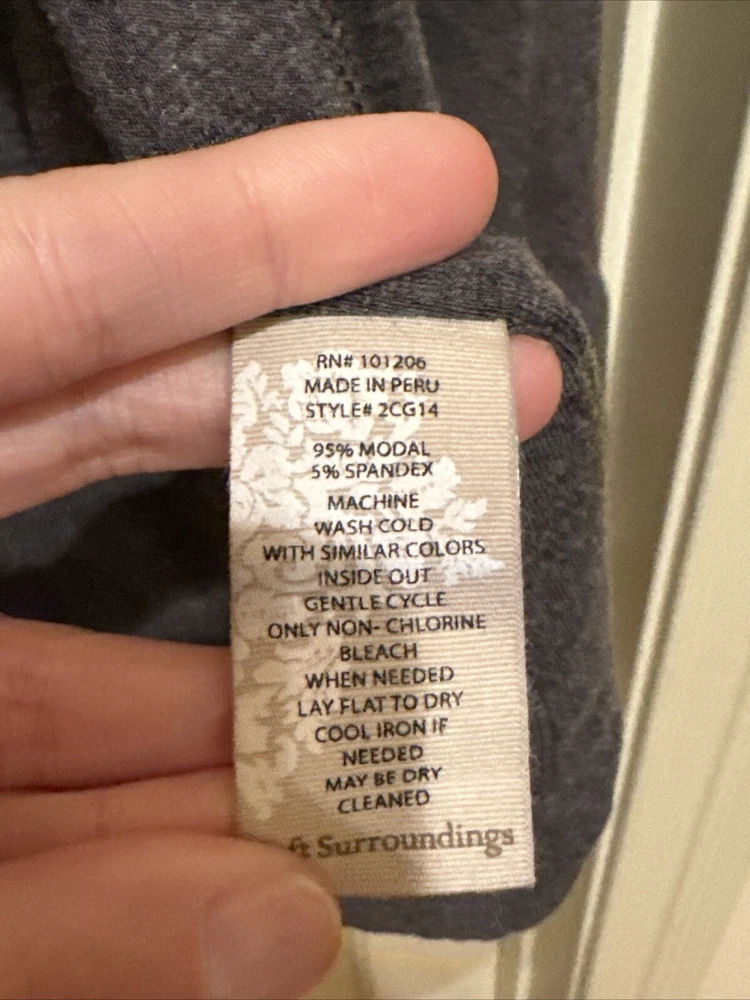 RN# 101206
MADE IN PERU
STYLE# 2CG14
95% MODAL
5% SPANDEX
MACHINE
WASH COLD
WITH SIMILAR COLORS
INSIDE OUT
GENTLE CYCLE
ONLY NON-CHLORINE
BLEACH
WHEN NEEDED
LAY FLAT TO DRY
COOL IRON IF
NEEDED
MAY BE DRY
CLEANED
ft Surroundings